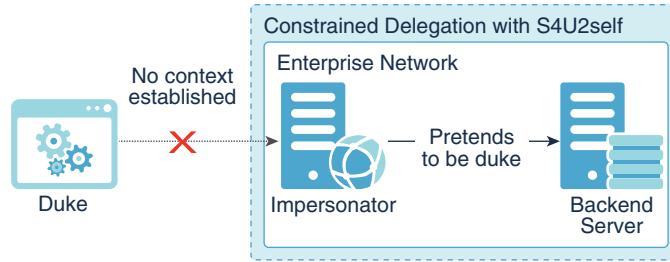 Constrained Delegation with S4U2self
Enterprise Network
No context
established
Pretends
to be duke
Duke
Impersonator
Backend
Server